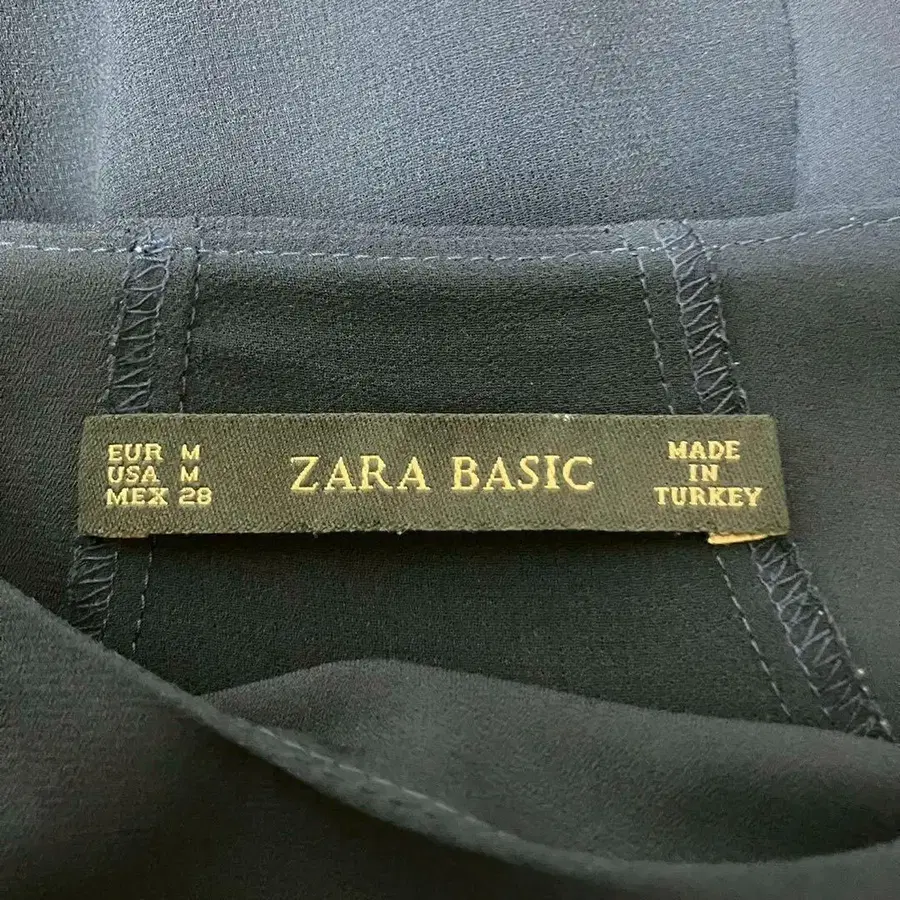 EUR M
USA M
MEX 28
ZARA BASIC
MADE
IN
TURKEY